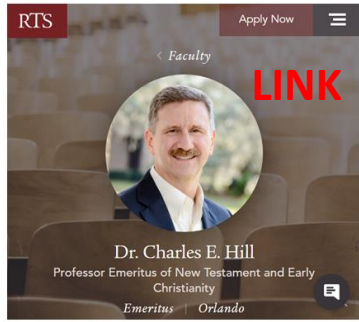 RTS
Apply Now
< Faculty
LINK
Dr. Charles E. Hill
Professor Emeritus of New Testament and Early
Christianity
Emeritus | Orlando